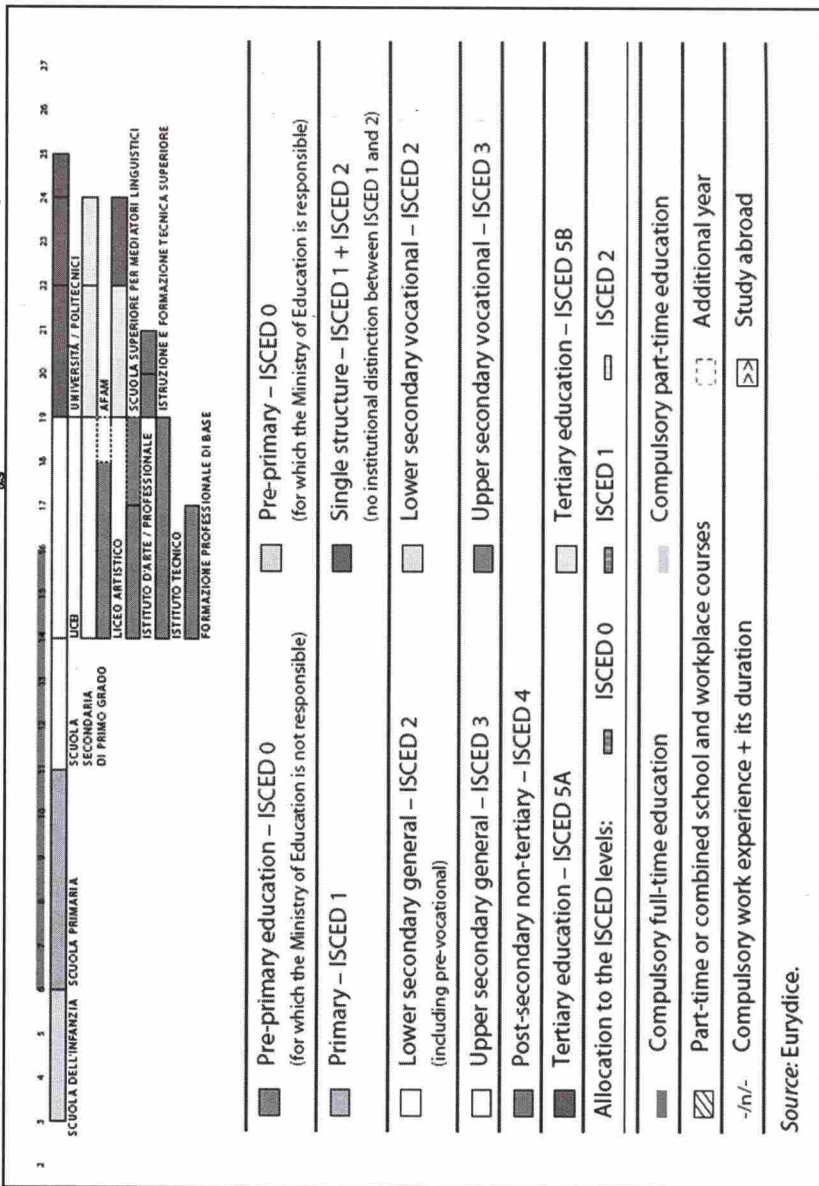 2 3 4 5 6 7 8 9 10 11 12 13 14 15 16 17 18 19 20 21 22 23 24 25 26 27
SCUOLA DELL'INFANZIA SCUOLA PRIMARIA
SCUOLA
SECONDARIA
DI PRIMO GRADO
LICEI
UNIVERSITÀ / POLITECNICI
LICEO ARTISTICO
AFAM
ISTITUTO D'ARTE / PROFESSIONALE
SCUOLA SUPERIORE PER MEDIATORI LINGUISTICI
ISTITUTO TECNICO
ISTRUZIONE E FORMAZIONE TECNICA SUPERIORE
FORMAZIONE PROFESSIONALE DI BASE
Pre-primary education – ISCED 0
(for which the Ministry of Education is not responsible)
Pre-primary – ISCED 0
(for which the Ministry of Education is responsible)
Primary – ISCED 1
Single structure – ISCED 1 + ISCED 2
(no institutional distinction between ISCED 1 and 2)
Lower secondary general – ISCED 2
(including pre-vocational)
Lower secondary vocational – ISCED 2
Upper secondary general – ISCED 3
Upper secondary vocational – ISCED 3
Post-secondary non-tertiary – ISCED 4
Tertiary education – ISCED 5A
Tertiary education – ISCED 5B
Allocation to the ISCED levels: ISCED 0 ISCED 1 ISCED 2
Compulsory full-time education
Compulsory part-time education
Part-time or combined school and workplace courses
Additional year
-/n/- Compulsory work experience + its duration
>> Study abroad
Source: Eurydice.